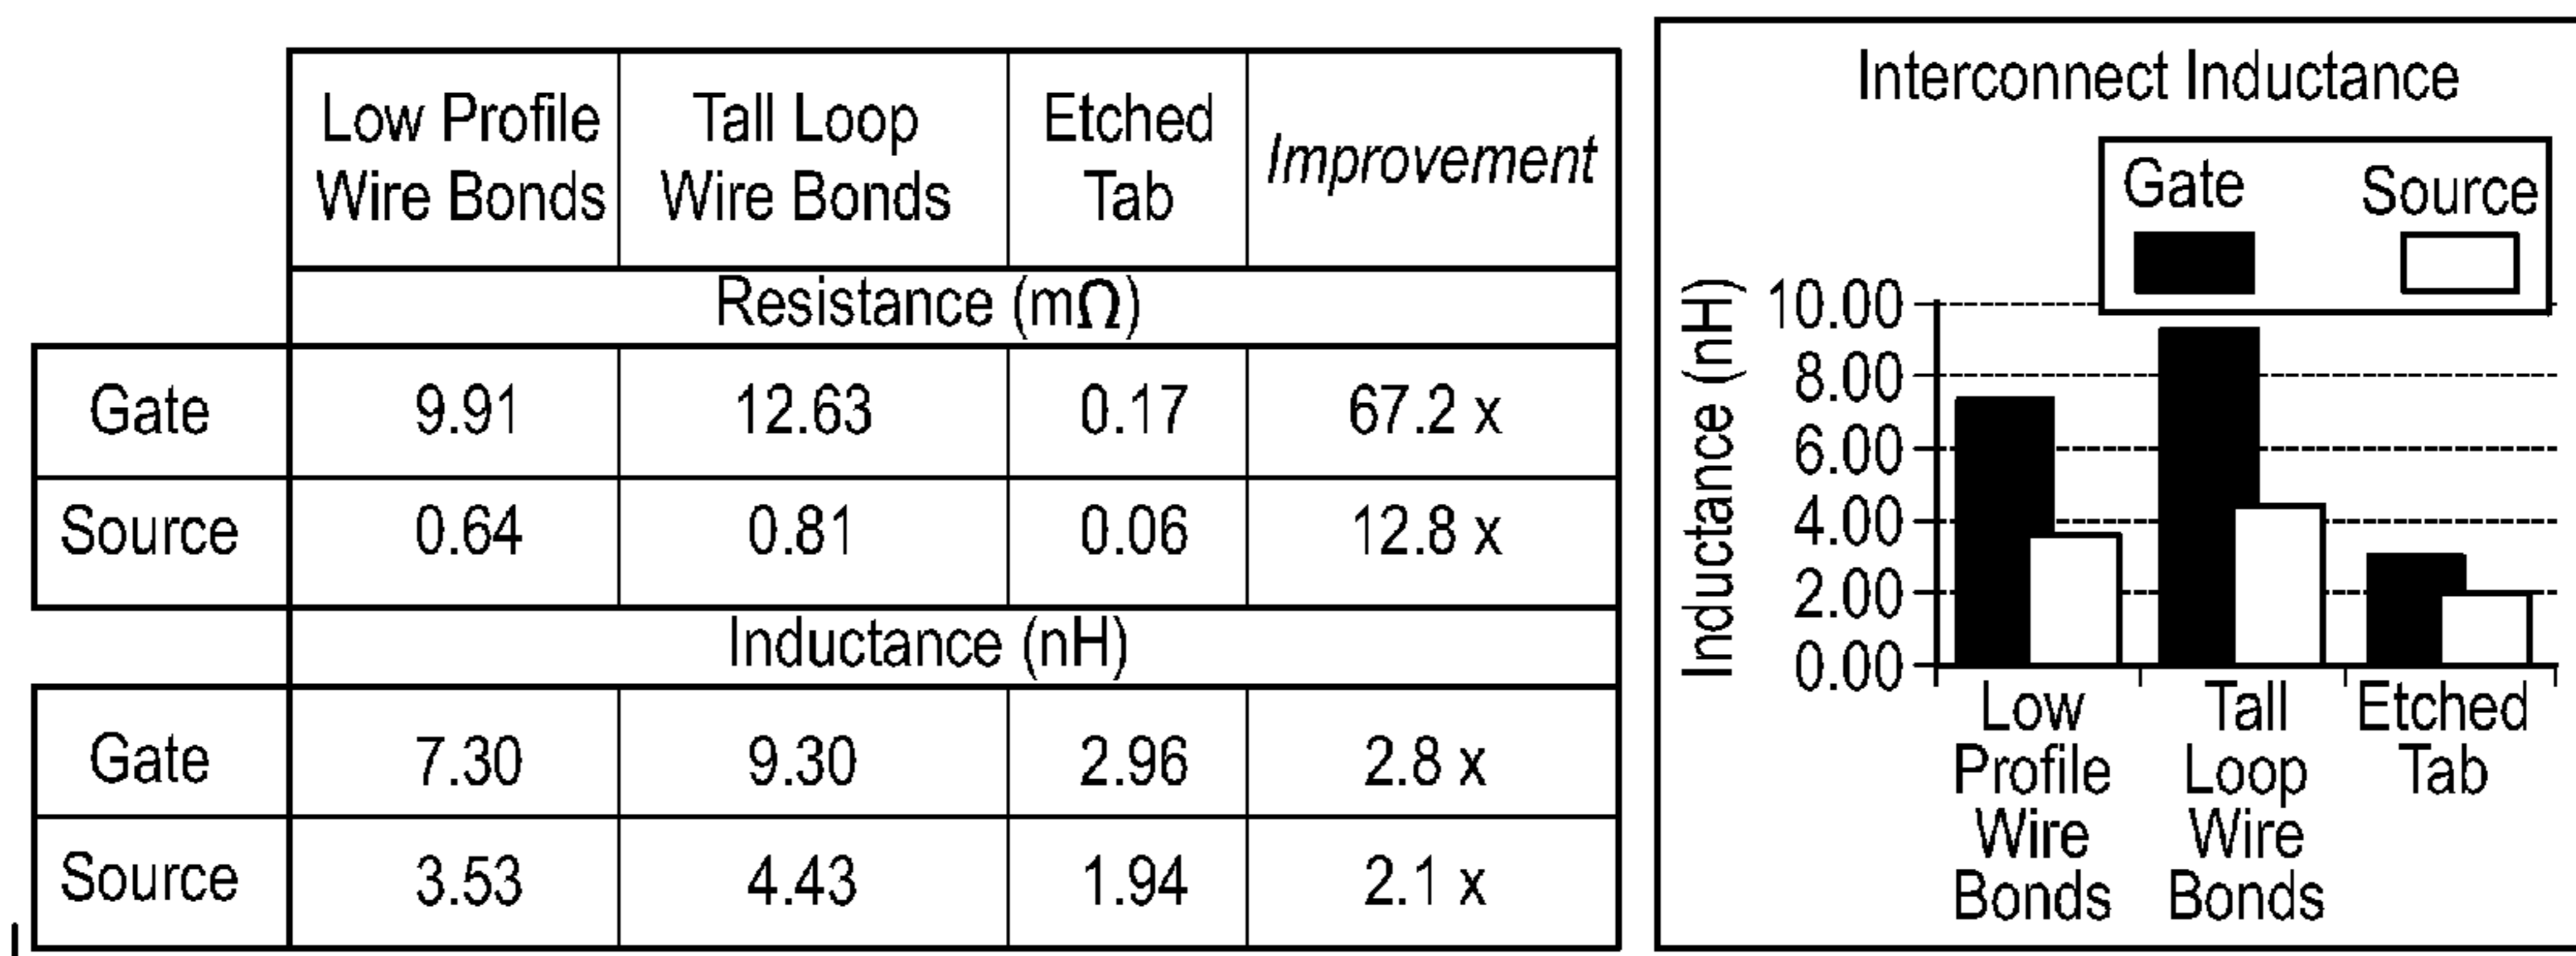 Low Profile Wire Bonds Tall Loop Wire Bonds Etched Tab Improvement
Resistance (mΩ)
Gate 9.91 12.63 0.17 67.2 x
Source 0.64 0.81 0.06 12.8 x
Inductance (nH)
Gate 7.30 9.30 2.96 2.8 x
Source 3.53 4.43 1.94 2.1 x
Interconnect Inductance
Gate Source
Inductance (nH)
10.00
8.00
6.00
4.00
2.00
0.00
Low Profile Wire Bonds
Tall Loop Wire Bonds
Etched Tab